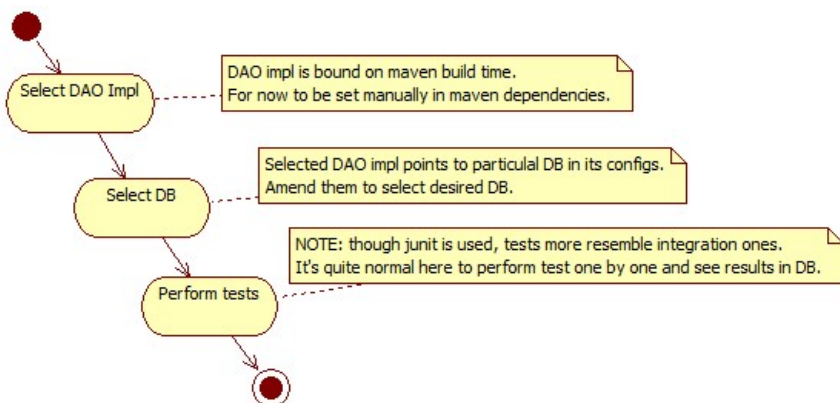 Select DAO Impl
DAO impl is bound on maven build time.
For now to be set manually in maven dependencies.
Select DB
Selected DAO impl points to particulal DB in its configs.
Amend them to select desired DB.
Perform tests
NOTE: though junit is used, tests more resemble integration ones.
It's quite normal here to perform test one by one and see results in DB.